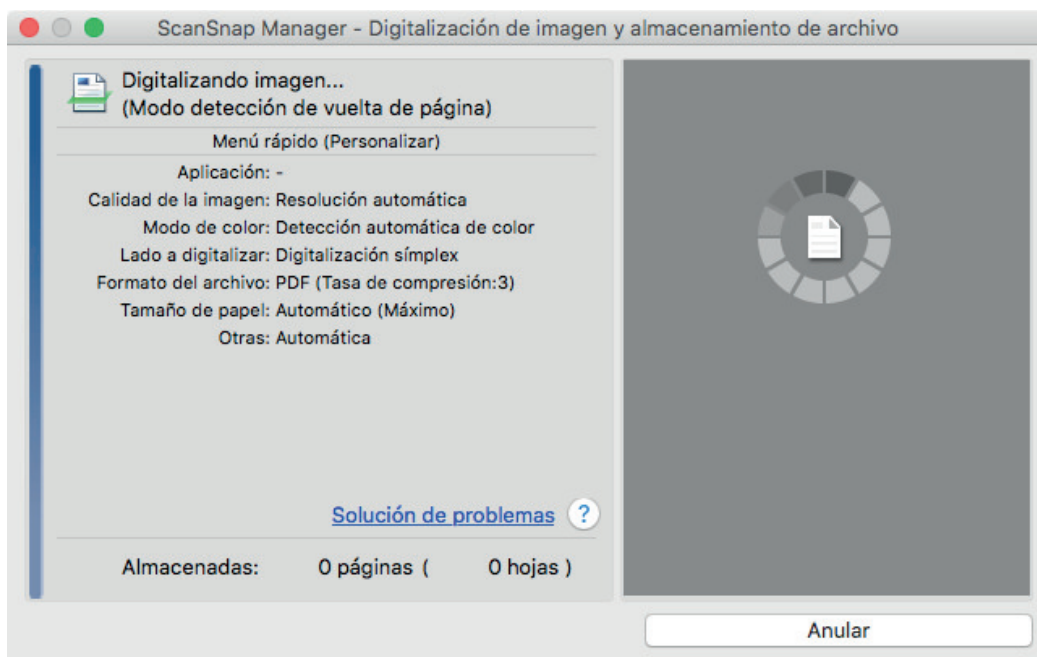 ScanSnap Manager - Digitalización de imagen y almacenamiento de archivo
Digitalizando imagen...
(Modo detección de vuelta de página)
Menú rápido (Personalizar)
Aplicación: -
Calidad de la imagen: Resolución automática
Modo de color: Detección automática de color
Lado a digitalizar: Digitalización símplex
Formato del archivo: PDF (Tasa de compresión:3)
Tamaño de papel: Automático (Máximo)
Otras: Automática
Solución de problemas ?
Almacenadas: 0 páginas ( 0 hojas )
Anular